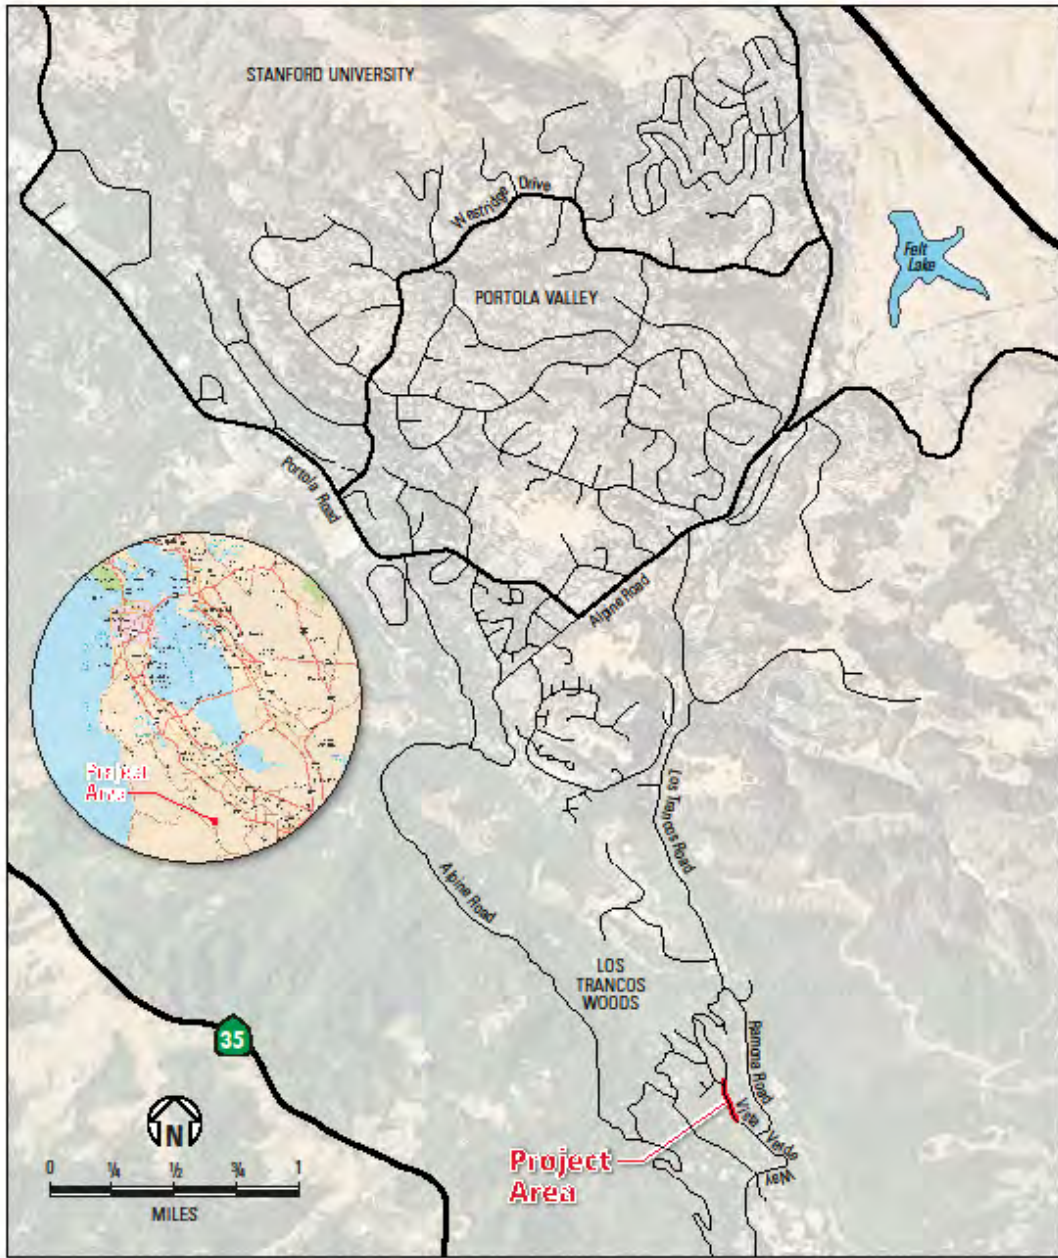 STANFORD UNIVERSITY
Westridge Drive
Felt
Lake
PORTOLA VALLEY
Portola Road
Alpine Road
Project
Area
Los Trancos Road
Alpine Road
LOS
TRANCOS
WOODS
35
Ramona Road
Vista Verde
Way
N
Project
Area
0 ¼ ½ ¾ 1
MILES